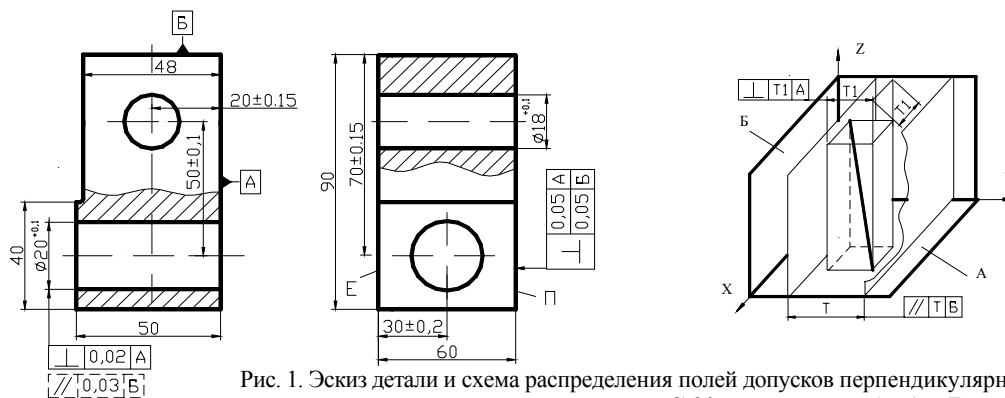 Б
48
20±0.15
50±0,1
А
40
ø20⁺⁰·¹
50
⊥ 0,02 А
// 0,03 Б
90
70±0.15
ø18⁺⁰·¹
⊥ 0,05 А
0,05 Б
Е
П
30±0,2
60
Z
⊥ Т1 А
Т1
Т1
Б
А
X
Т
// Т Б
Рис. 1. Эскиз детали и схема распределения полей допусков перпендикулярн